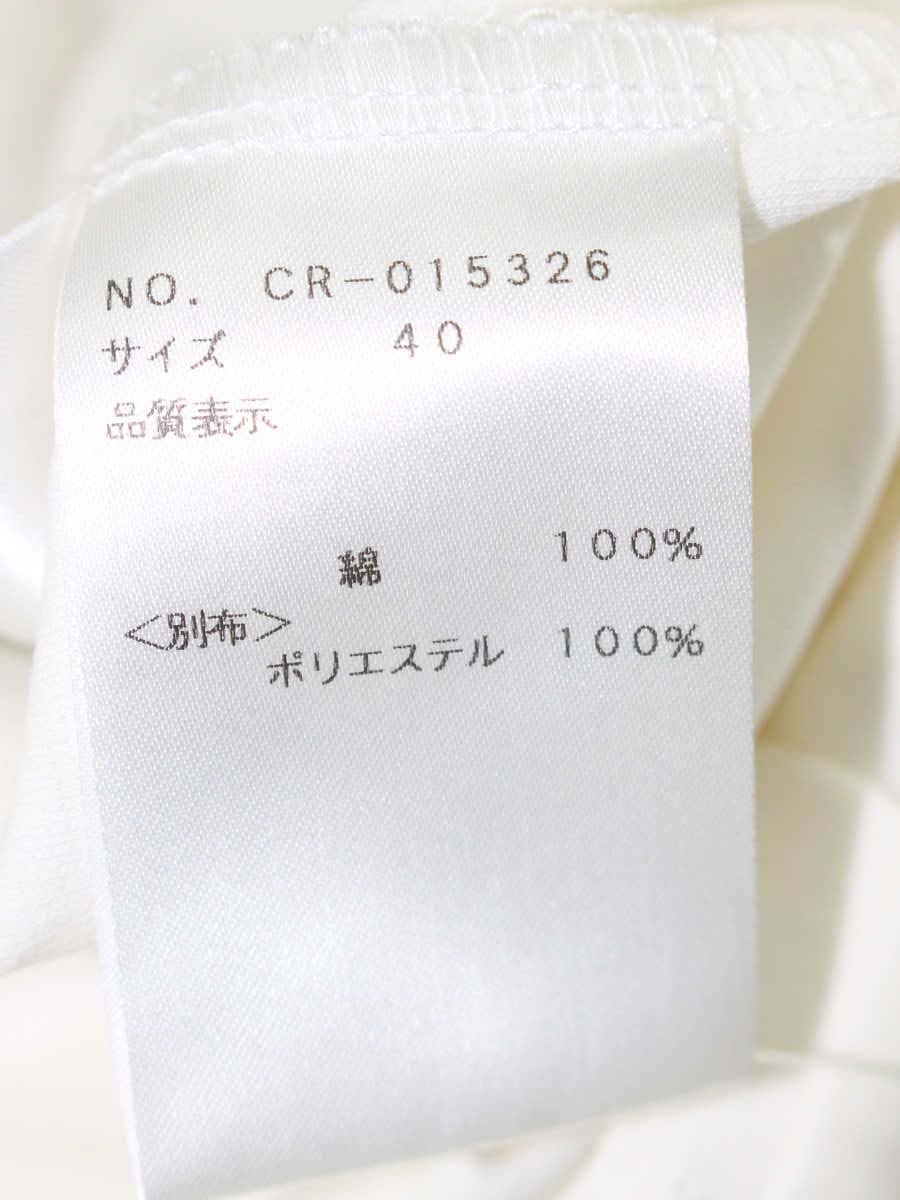 NO. CR-015326
サイズ 40
品質表示
綿 100%
<別布>
ポリエステル 100%